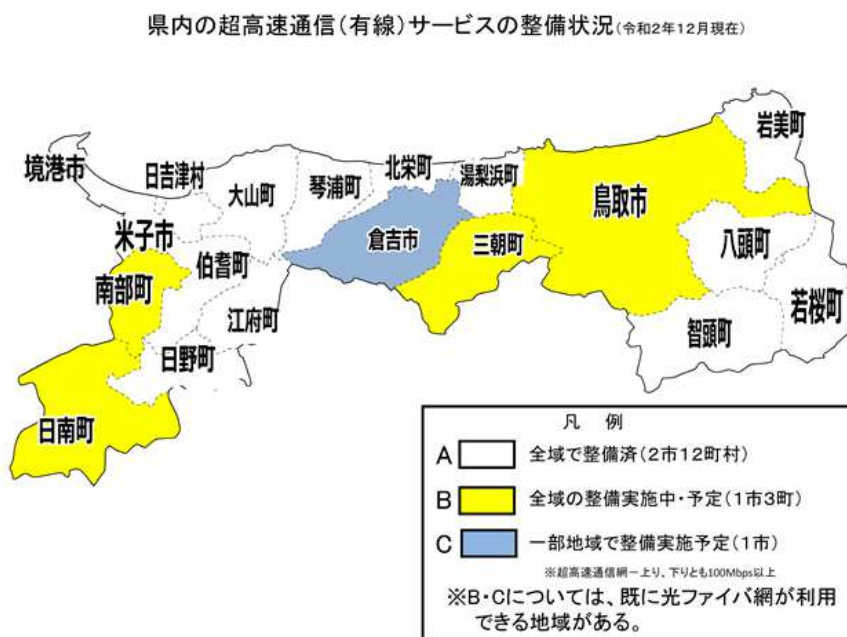 県内の超高速通信(有線)サービスの整備状況(令和2年12月現在)
岩美町
境港市
日吉津村
大山町
琴浦町
北栄町
湯梨浜町
鳥取市
米子市
伯耆町
倉吉市
三朝町
八頭町
南部町
江府町
若桜町
智頭町
日野町
日南町
凡 例
A 全域で整備済(2市12町村)
B 全域の整備実施中・予定(1市3町)
C 一部地域で整備実施予定(1市)
※超高速通信網ー上り、下りとも100Mbps以上
※B・Cについては、既に光ファイバ網が利用
できる地域がある。